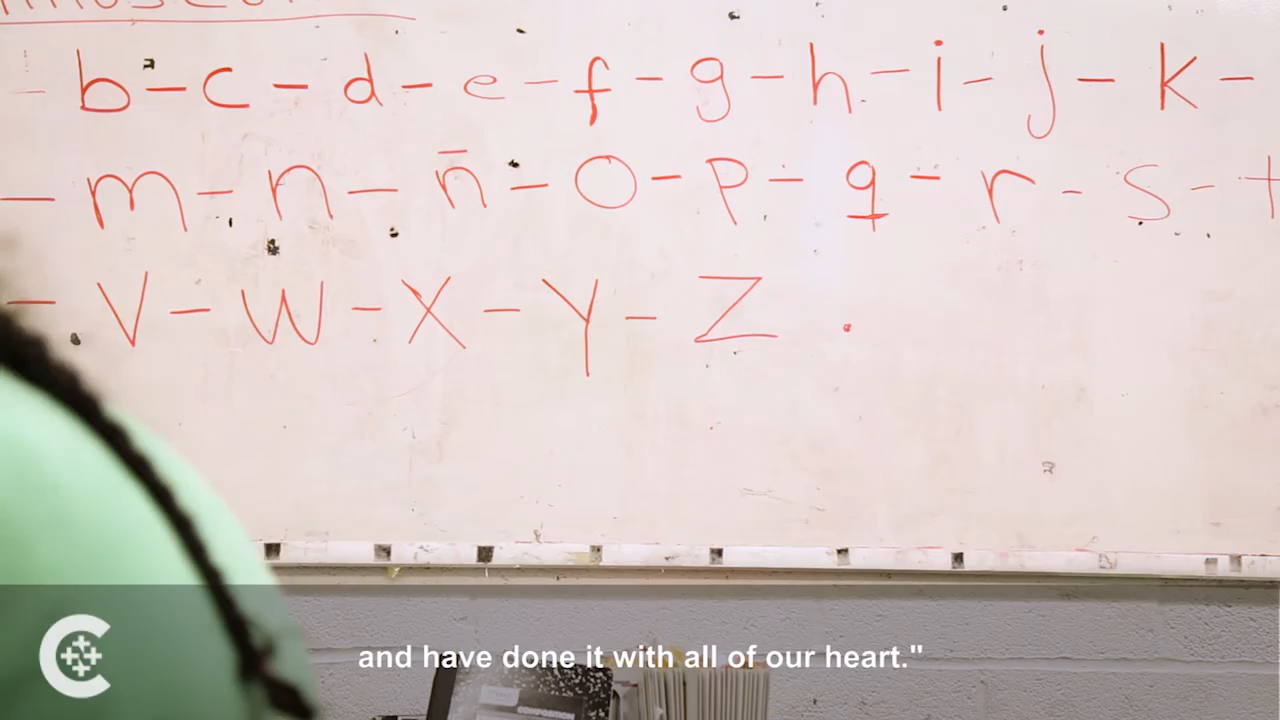 b - c - d - e - f - g - h - i - j - k -
- m - n - ñ - O - p - q - r - s - t
- V - W - X - Y - Z .
and have done it with all of our heart."